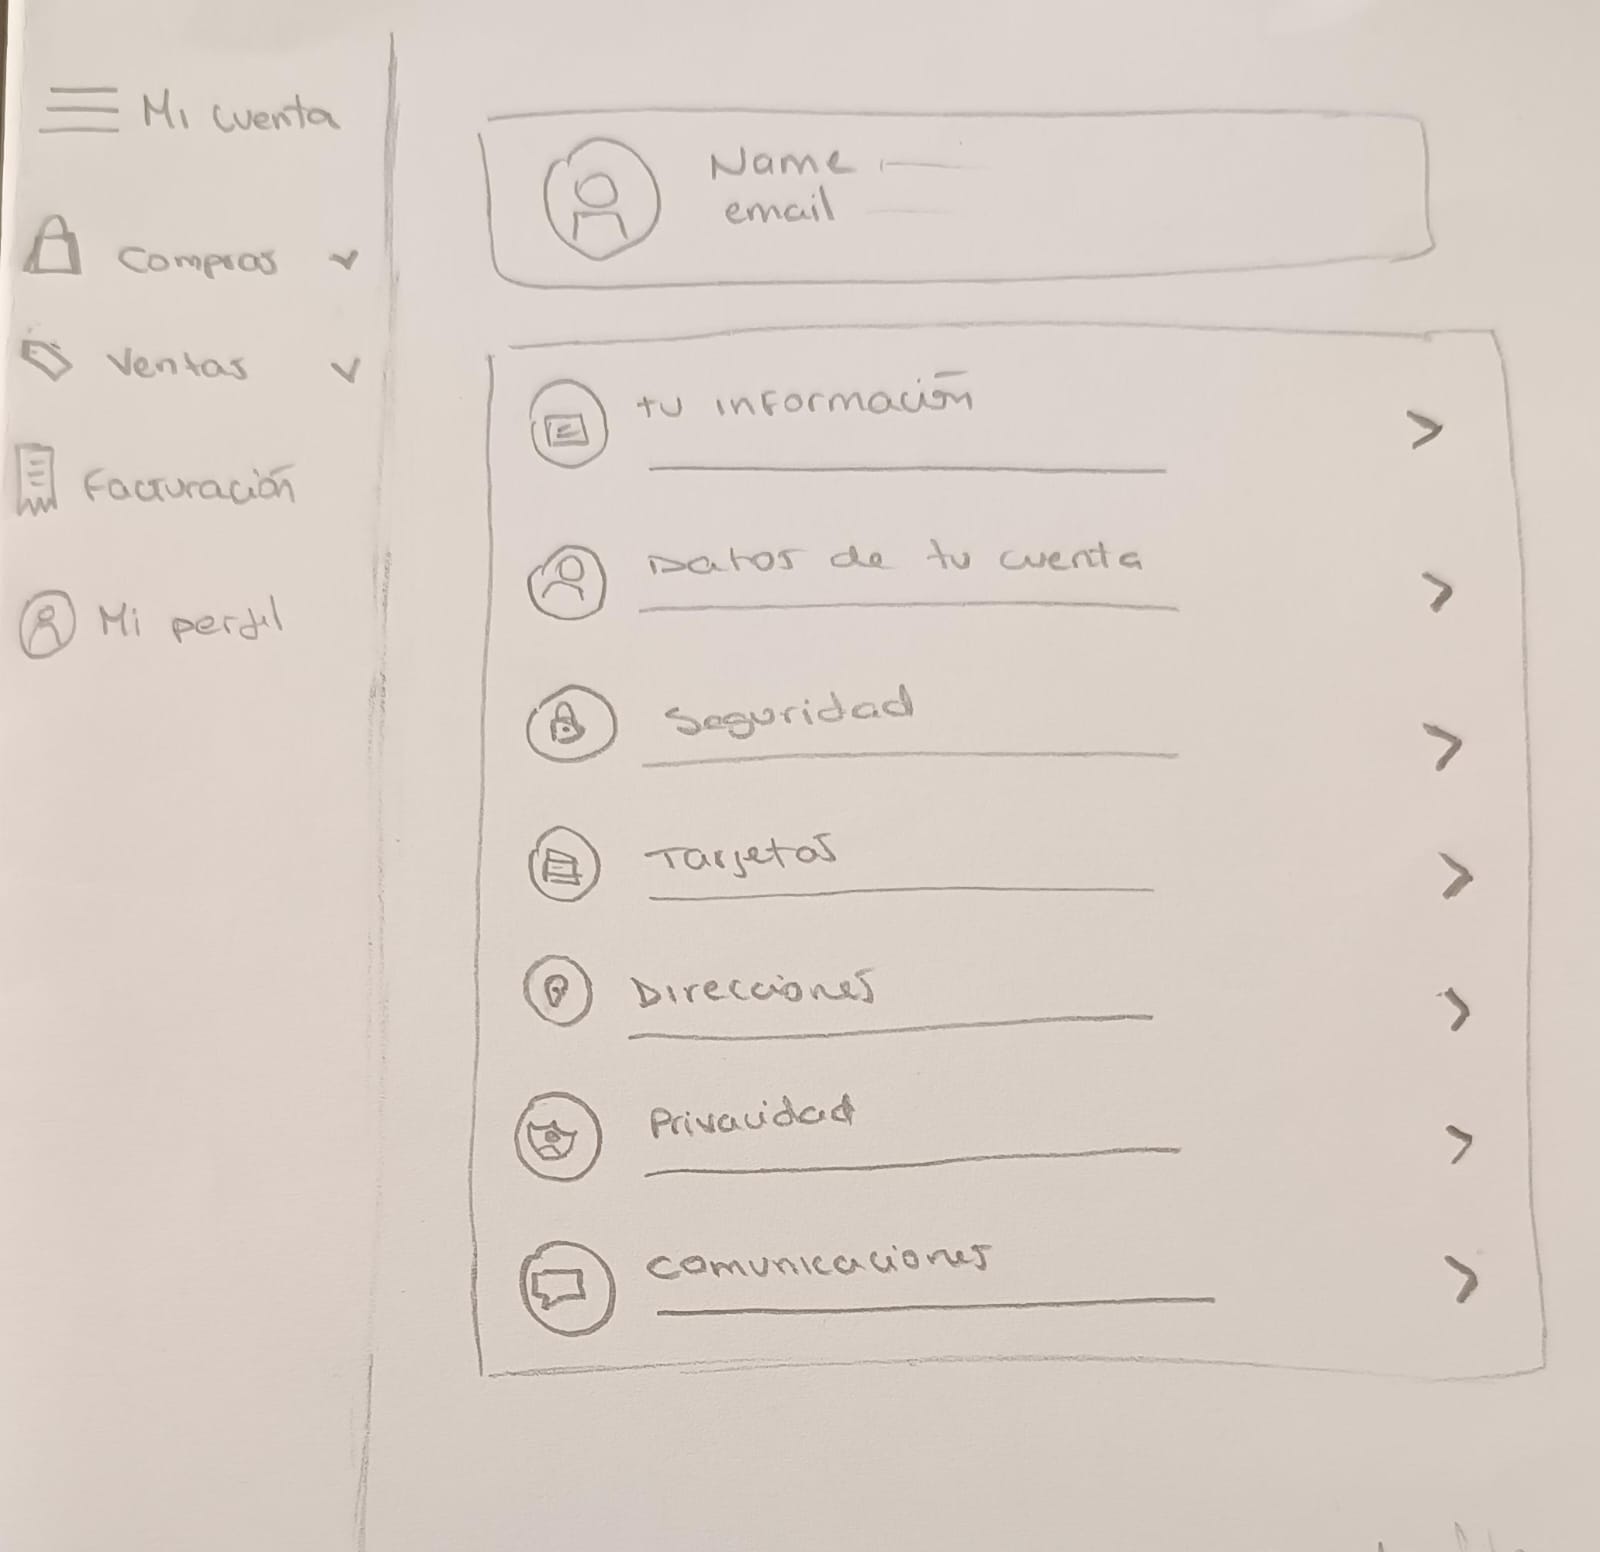 Mi cuenta
Compras
Ventas
Facturación
Mi perfil
Name
email
tu información
Datos de tu cuenta
Seguridad
Tarjetas
Direcciones
Privacidad
comunicaciones